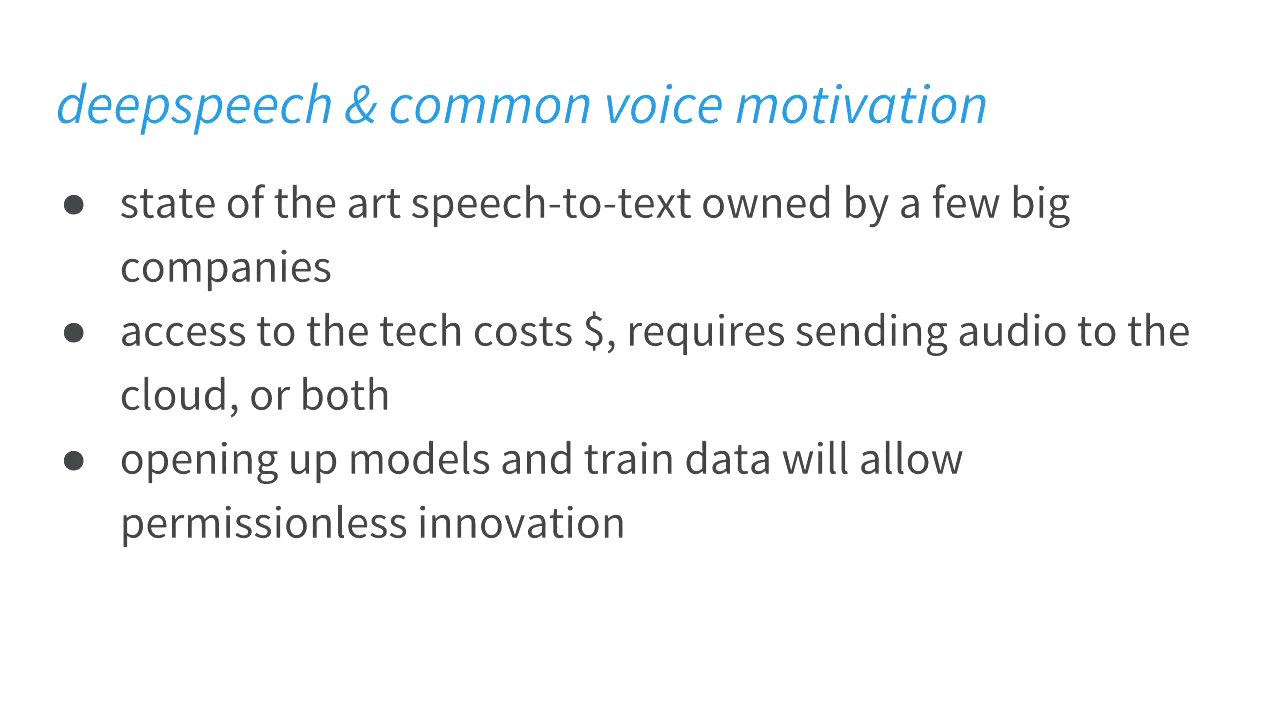 deepspeech & common voice motivation
● state of the art speech-to-text owned by a few big
companies
● access to the tech costs $, requires sending audio to the
cloud, or both
● opening up models and train data will allow
permissionless innovation